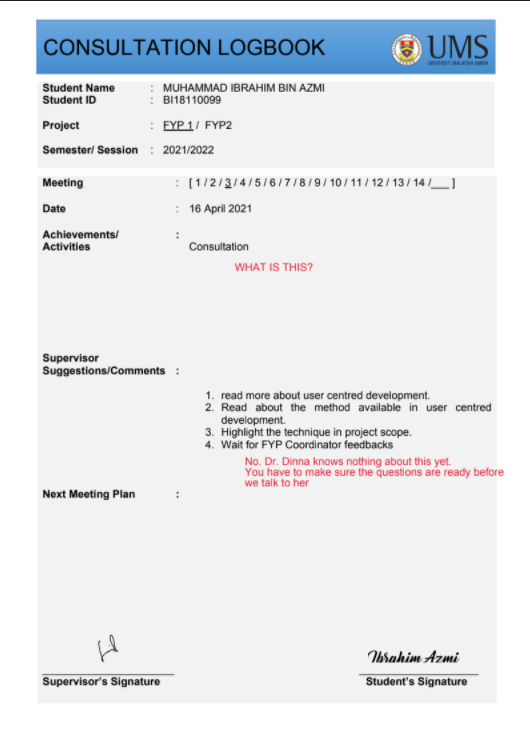 CONSULTATION LOGBOOK
UMS
UNIVERSITI MALAYSIA SABAH
Student Name : MUHAMMAD IBRAHIM BIN AZMI
Student ID : BI18110099
Project : FYP 1 / FYP2
Semester/ Session : 2021/2022
Meeting : [ 1 / 2 / 3 / 4 / 5 / 6 / 7 / 8 / 9 / 10 / 11 / 12 / 13 / 14 /___ ]
Date : 16 April 2021
Achievements/ :
Activities
Consultation
WHAT IS THIS?
Supervisor
Suggestions/Comments :
1. read more about user centred development.
2. Read about the method available in user centred
development.
3. Highlight the technique in project scope.
4. Wait for FYP Coordinator feedbacks
No. Dr. Dinna knows nothing about this yet.
You have to make sure the questions are ready before
we talk to her
Next Meeting Plan :
Ibrahim Azmi
Supervisor's Signature
Student's Signature